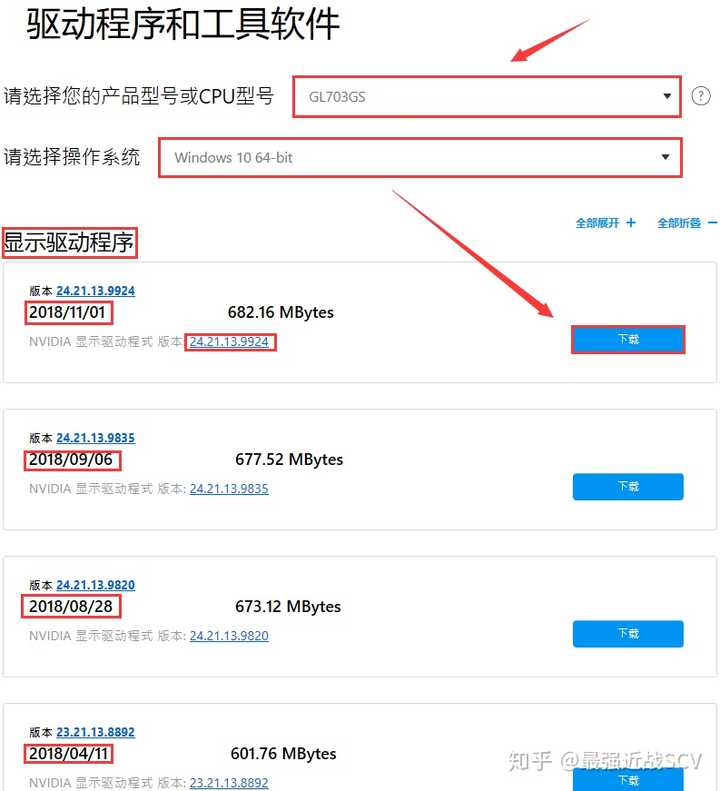 驱动程序和工具软件
请选择您的产品型号或CPU型号 GL703GS ?
请选择操作系统 Windows 10 64-bit
全部展开 + 全部折叠 −
显示驱动程序
版本 24.21.13.9924
2018/11/01 682.16 MBytes
NVIDIA 显示驱动程式 版本: 24.21.13.9924 下载
版本 24.21.13.9835
2018/09/06 677.52 MBytes
NVIDIA 显示驱动程式 版本: 24.21.13.9835 下载
版本 24.21.13.9820
2018/08/28 673.12 MBytes
NVIDIA 显示驱动程式 版本: 24.21.13.9820 下载
版本 23.21.13.8892
2018/04/11 601.76 MBytes
知乎 @最强近战SCV
NVIDIA 显示驱动程式 版本: 23.21.13.8892 下载